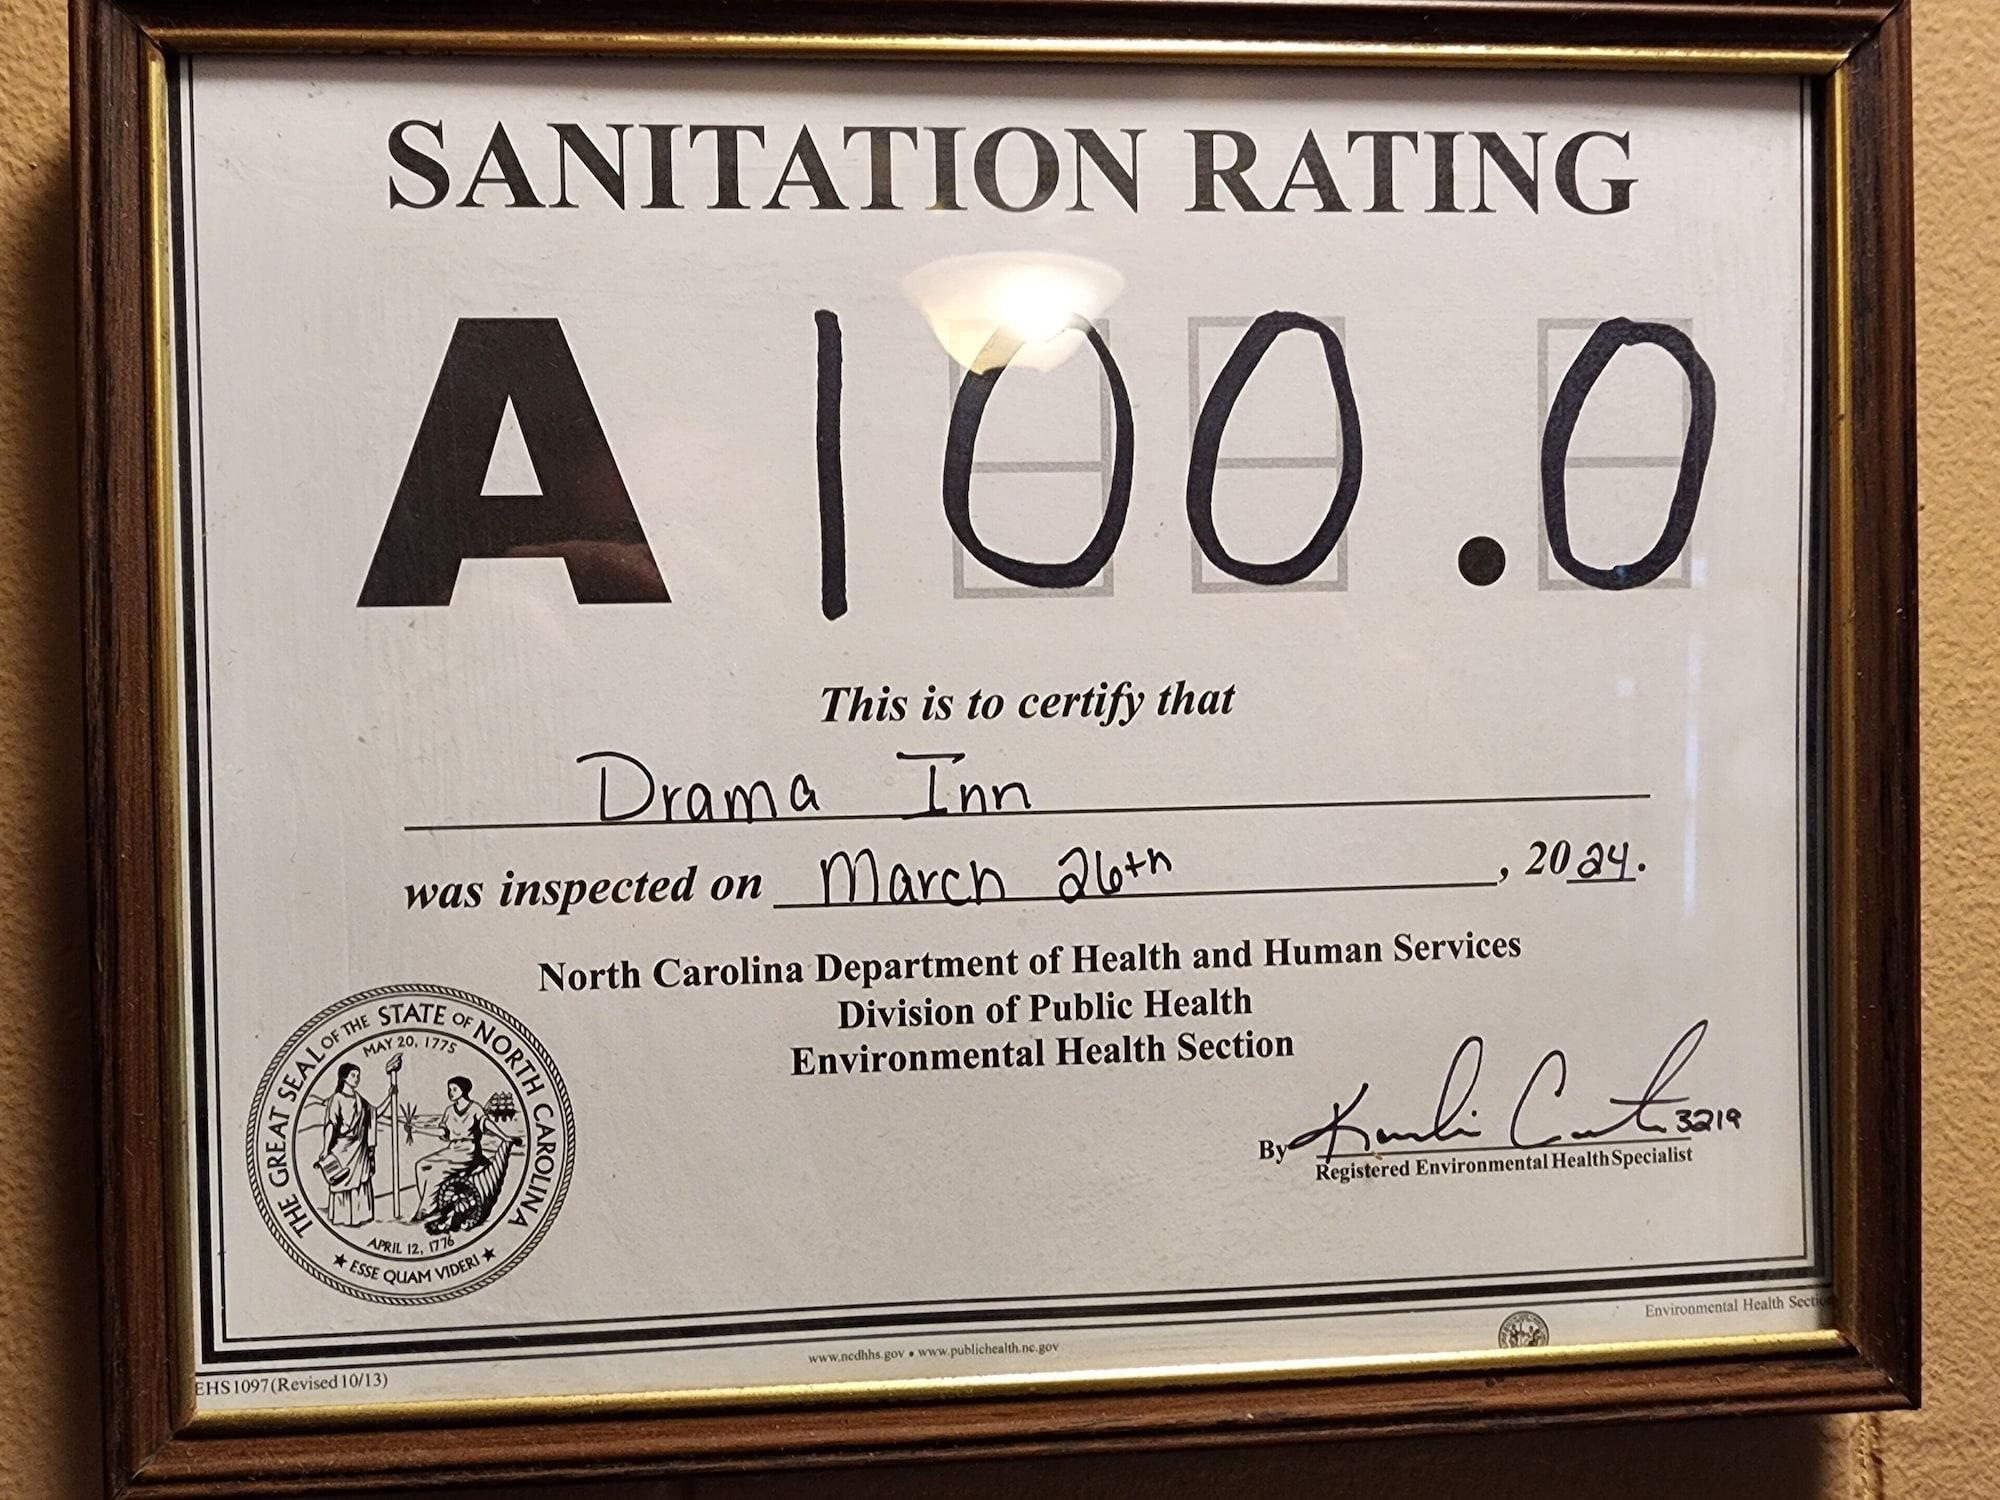 SANITATION RATING
A 100.0
This is to certify that
Drama Inn
was inspected on March 26th, 2024.
North Carolina Department of Health and Human Services
Division of Public Health
Environmental Health Section
THE GREAT SEAL OF THE STATE OF NORTH CAROLINA
MAY 20, 1775
APRIL 12, 1776
★ ESSE QUAM VIDERI ★
By 3219
Registered Environmental Health Specialist
EHS 1097 (Revised 10/13)
www.ncdhhs.gov • www.publichealth.nc.gov
Environmental Health Sectio